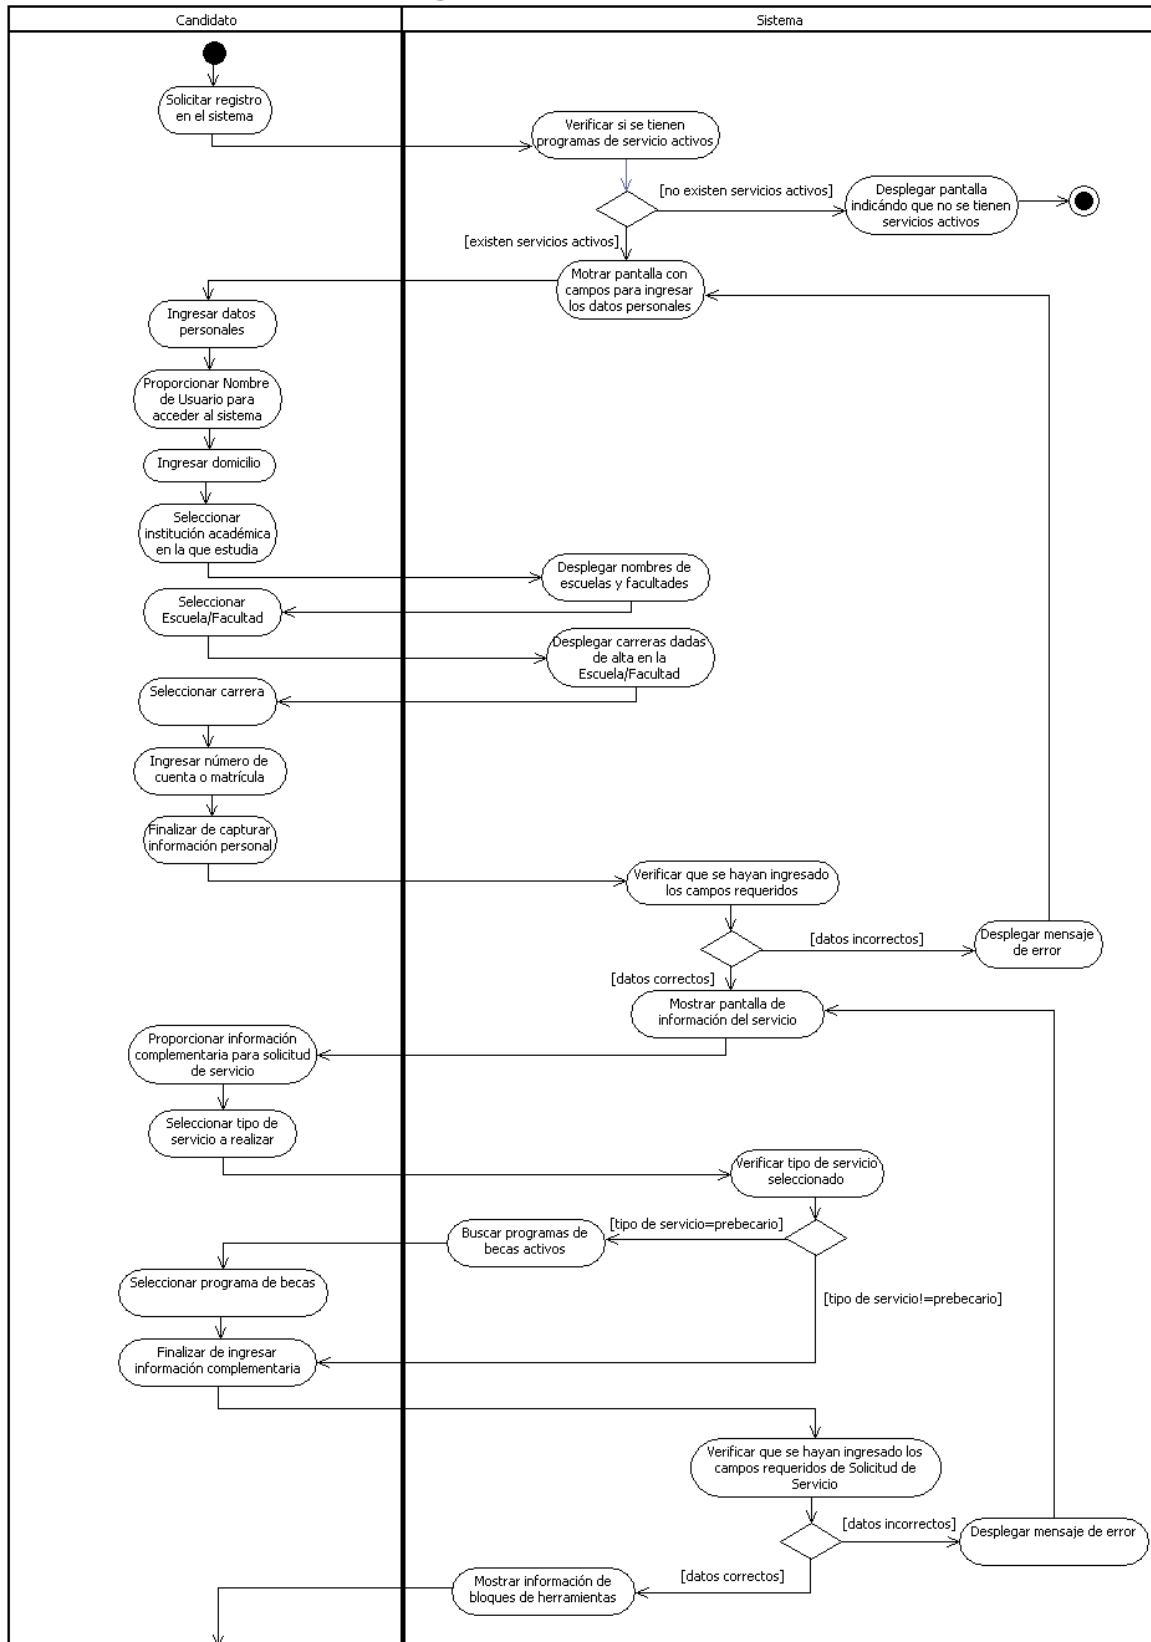 Candidato
Sistema
Solicitar registro
en el sistema
Verificar si se tienen
programas de servicio activos
[no existen servicios activos]
Desplegar pantalla
indicándo que no se tienen
servicios activos
[existen servicios activos]
Motrar pantalla con
campos para ingresar
los datos personales
Ingresar datos
personales
Proporcionar Nombre
de Usuario para
acceder al sistema
Ingresar domicilio
Seleccionar
institución académica
en la que estudia
Desplegar nombres de
escuelas y facultades
Seleccionar
Escuela/Facultad
Desplegar carreras dadas
de alta en la
Escuela/Facultad
Seleccionar carrera
Ingresar número de
cuenta o matrícula
Finalizar de capturar
información personal
Verificar que se hayan ingresado
los campos requeridos
[datos incorrectos]
Desplegar mensaje
de error
[datos correctos]
Mostrar pantalla de
información del servicio
Proporcionar información
complementaria para solicitud
de servicio
Seleccionar tipo de
servicio a realizar
Verificar tipo de servicio
seleccionado
[tipo de servicio=prebecario]
Buscar programas de
becas activos
Seleccionar programa de becas
[tipo de servicio!=prebecario]
Finalizar de ingresar
información complementaria
Verificar que se hayan ingresado los
campos requeridos de Solicitud de
Servicio
[datos incorrectos]
Desplegar mensaje de error
[datos correctos]
Mostrar información de
bloques de herramientas